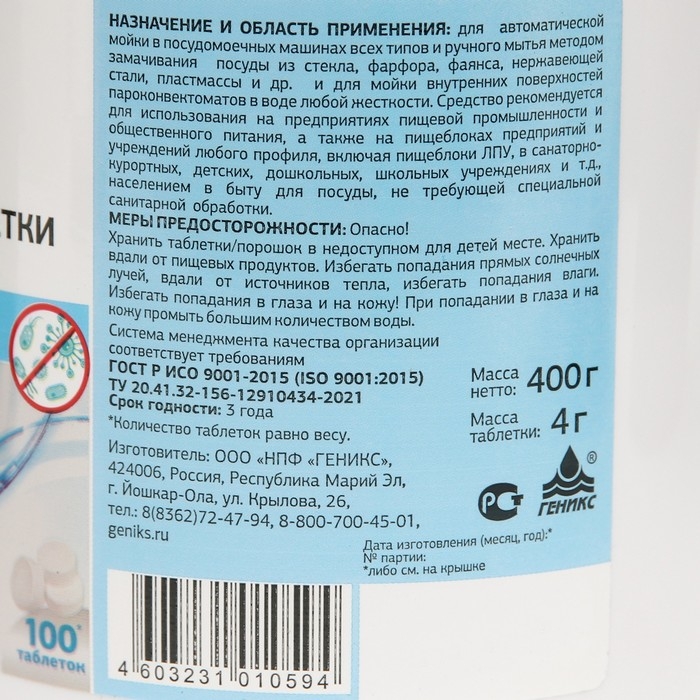 НАЗНАЧЕНИЕ И ОБЛАСТЬ ПРИМЕНЕНИЯ: для автоматической
мойки в посудомоечных машинах всех типов и ручного мытья методом
замачивания посуды из стекла, фарфора, фаянса, нержавеющей
стали, пластмассы и др. и для мойки внутренних поверхностей
пароконвектоматов в воде любой жесткости. Средство рекомендуется
для использования на предприятиях пищевой промышленности и
общественного питания, а также на пищеблоках предприятий и
учреждений любого профиля, включая пищеблоки ЛПУ, в санаторно-
курортных, детских, дошкольных, школьных учреждениях и т.д.,
населением в быту для посуды, не требующей специальной
санитарной обработки.
МЕРЫ ПРЕДОСТОРОЖНОСТИ: Опасно!
Хранить таблетки/порошок в недоступном для детей месте. Хранить
вдали от пищевых продуктов. Избегать попадания прямых солнечных
лучей, вдали от источников тепла, избегать попадания влаги.
Избегать попадания в глаза и на кожу! При попадании в глаза и на
кожу промыть большим количеством воды.
Система менеджмента качества организации
соответствует требованиям
ГОСТ Р ИСО 9001-2015 (ISO 9001:2015)
ТУ 20.41.32-156-12910434-2021
Срок годности: 3 года
*Количество таблеток равно весу.
Изготовитель: ООО «НПФ «ГЕНИКС»,
424006, Россия, Республика Марий Эл,
г. Йошкар-Ола, ул. Крылова, 26,
тел.: 8(8362)72-47-94, 8-800-700-45-01,
geniks.ru
Масса нетто: 400 г
Масса таблетки: 4 г
РСТ
ГЕНИКС ®
Дата изготовления (месяц, год):*
№ партии:
*либо см. на крышке
4 603231 010594
ТКИ
100*
таблеток